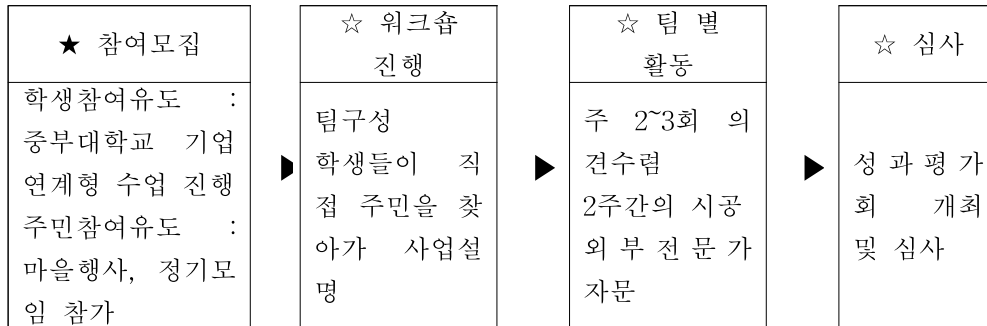 ★ 참여모집
학생참여유도 :
중부대학교 기업
연계형 수업 진행
주민참여유도 :
마을행사, 정기모
임 참가
▶
☆ 워크숍
진행
팀구성
학생들이 직
접 주민을 찾
아가 사업설
명
▶
☆ 팀 별
활동
주 2~3회 의
견수렴
2주간의 시공
외 부 전 문 가
자문
▶
☆ 심사
성 과 평 가
회 개최
및 심사